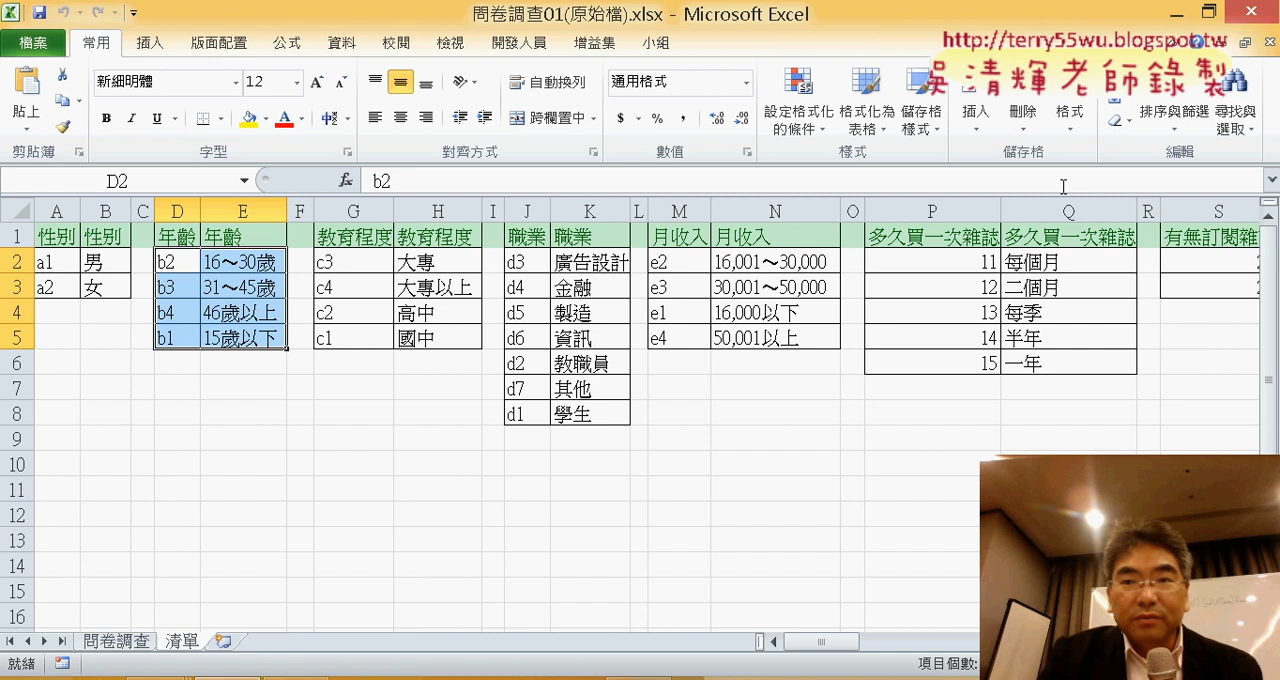 問卷調查01(原始檔).xlsx - Microsoft Excel
檔案 常用 插入 版面配置 公式 資料 校閱 檢視 開發人員 增益集 小組
http://terry55wu.blogspot.tw
吳清輝老師錄製
新細明體 12 自動換列 通用格式
貼上 B I U A 中 跨欄置中 $ % , 設定格式化的條件 格式化為表格 儲存格樣式 插入 刪除 格式 排序與篩選 尋找與選取
剪貼簿 字型 對齊方式 數值 樣式 儲存格 編輯
D2 fx b2
A B C D E F G H I J K L M N O P Q R S
1 性別 性別 年齡 年齡 教育程度 教育程度 職業 職業 月收入 月收入 多久買一次雜誌 多久買一次雜誌 有無訂閱雜
2 a1 男 b2 16～30歲 c3 大專 d3 廣告設計 e2 16,001～30,000 11 每個月
3 a2 女 b3 31～45歲 c4 大專以上 d4 金融 e3 30,001～50,000 12 二個月
4 b4 46歲以上 c2 高中 d5 製造 e1 16,000以下 13 每季
5 b1 15歲以下 c1 國中 d6 資訊 e4 50,001以上 14 半年
6 d2 教職員 15 一年
7 d7 其他
8 d1 學生
9
10
11
12
13
14
15
16
問卷調查 清單
就緒 項目個數: